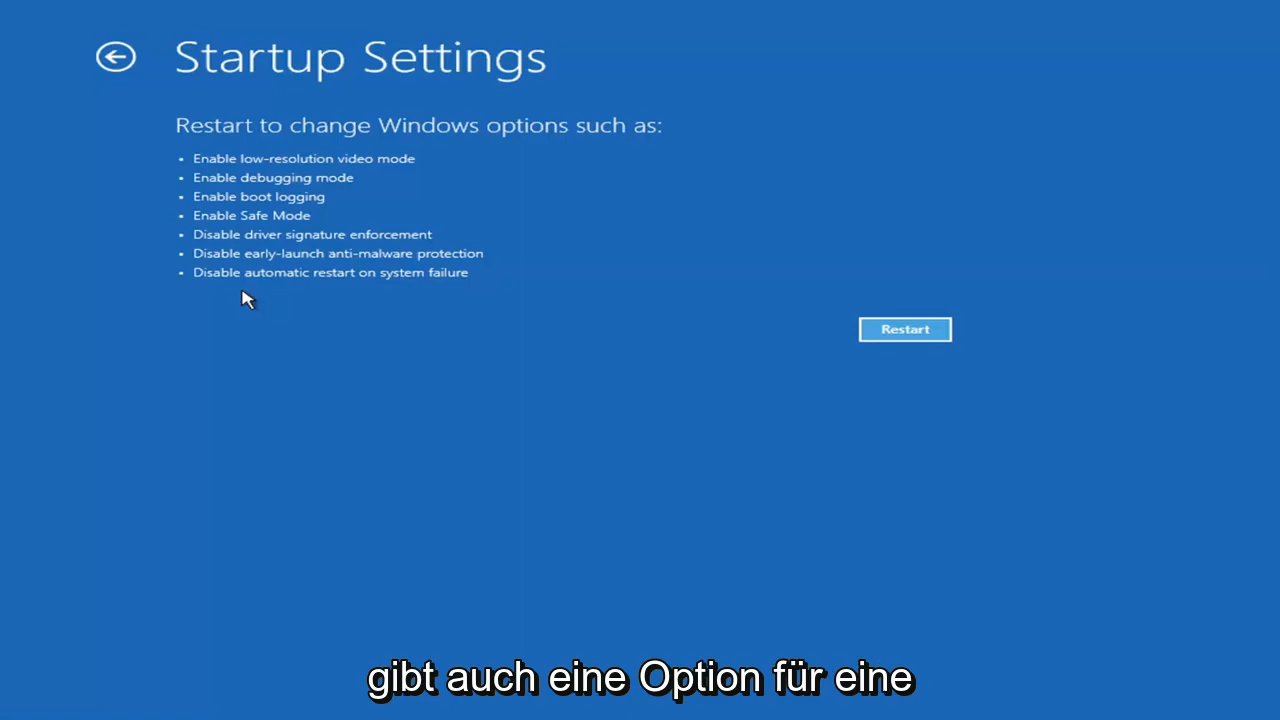 Startup Settings
Restart to change Windows options such as:
• Enable low-resolution video mode
• Enable debugging mode
• Enable boot logging
• Enable Safe Mode
• Disable driver signature enforcement
• Disable early-launch anti-malware protection
• Disable automatic restart on system failure
Restart
gibt auch eine Option für eine